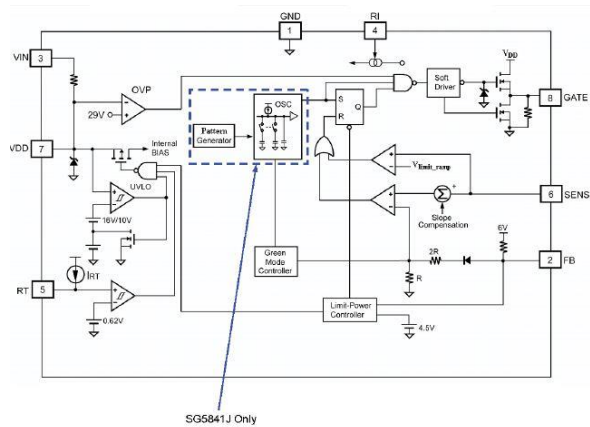 GND
1
RI
4
VIN
3
OVP
29V
OSC
Pattern
Generator
S
R
Q
Soft
Driver
VDD
GATE
8
VDD
7
Internal
BIAS
UVLO
16V/10V
Vlimit_ramp
Σ
Slope
Compensation
SENS
6
6V
2R
FB
2
R
Green
Mode
Controller
RT
5
IRT
0.62V
Limit-Power
Controller
4.5V
SG5841J Only